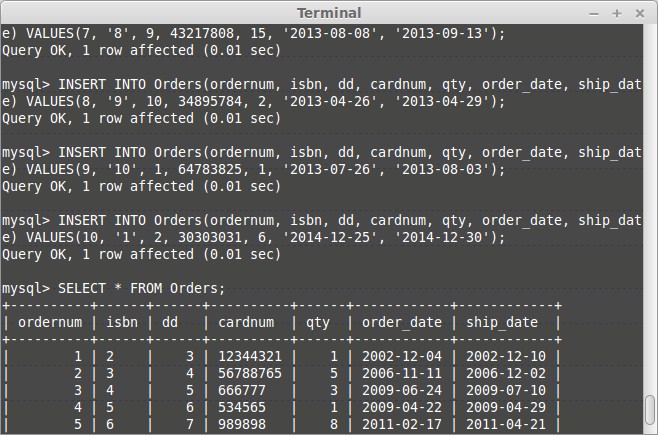 Terminal
e) VALUES(7, '8', 9, 43217808, 15, '2013-08-08', '2013-09-13');
Query OK, 1 row affected (0.01 sec)
mysql> INSERT INTO Orders(ordernum, isbn, dd, cardnum, qty, order_date, ship_dat
e) VALUES(8, '9', 10, 34895784, 2, '2013-04-26', '2013-04-29');
Query OK, 1 row affected (0.01 sec)
mysql> INSERT INTO Orders(ordernum, isbn, dd, cardnum, qty, order_date, ship_dat
e) VALUES(9, '10', 1, 64783825, 1, '2013-07-26', '2013-08-03');
Query OK, 1 row affected (0.01 sec)
mysql> INSERT INTO Orders(ordernum, isbn, dd, cardnum, qty, order_date, ship_dat
e) VALUES(10, '1', 2, 30303031, 6, '2014-12-25', '2014-12-30');
Query OK, 1 row affected (0.01 sec)
mysql> SELECT * FROM Orders;
+----------+------+------+----------+------+------------+------------+
| ordernum | isbn | dd   | cardnum  | qty  | order_date | ship_date  |
+----------+------+------+----------+------+------------+------------+
|        1 | 2    |    3 | 12344321 |    1 | 2002-12-04 | 2002-12-10 |
|        2 | 3    |    4 | 56788765 |    5 | 2006-11-11 | 2006-12-02 |
|        3 | 4    |    5 | 666777   |    3 | 2009-06-24 | 2009-07-10 |
|        4 | 5    |    6 | 534565   |    1 | 2009-04-22 | 2009-04-29 |
|        5 | 6    |    7 | 989898   |    8 | 2011-02-17 | 2011-04-21 |